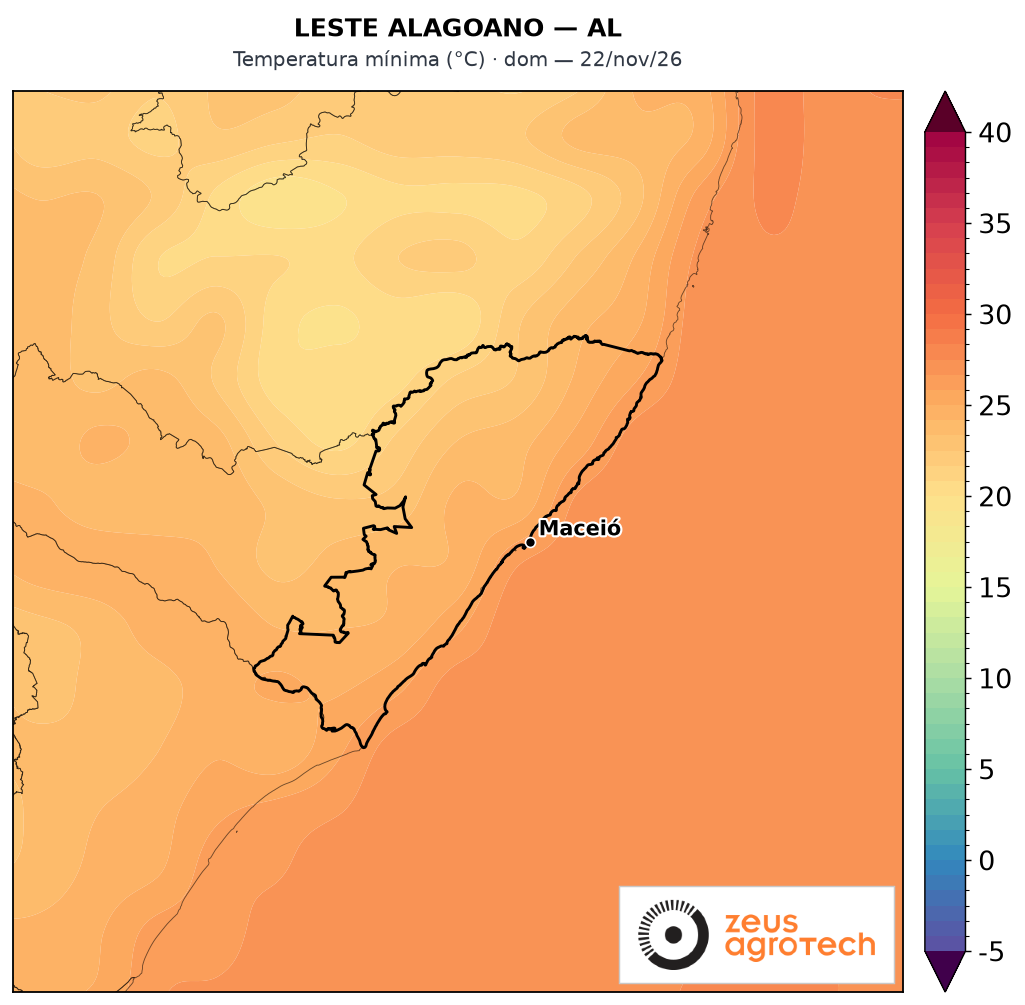 LESTE ALAGOANO — AL
Temperatura mínima (°C) · dom — 22/nov/26
40
35
30
25
20
15
10
5
0
-5
Maceió
zeus
agrotech